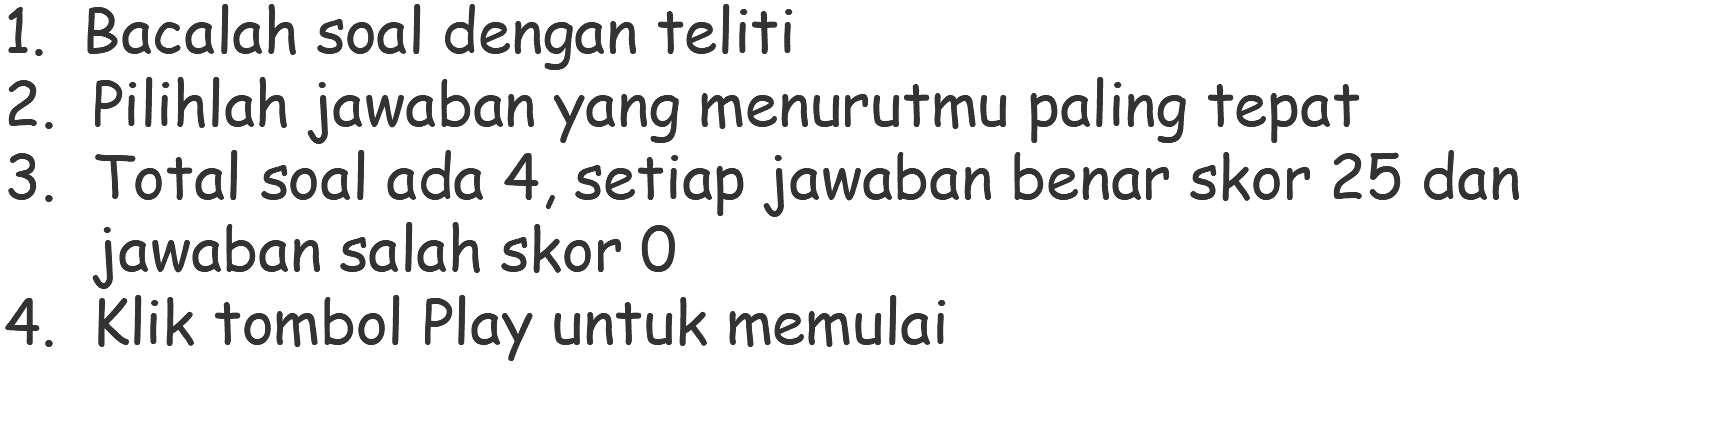 1. Bacalah soal dengan teliti
2. Pilihlah jawaban yang menurutmu paling tepat
3. Total soal ada 4, setiap jawaban benar skor 25 dan
jawaban salah skor 0
4. Klik tombol Play untuk memulai